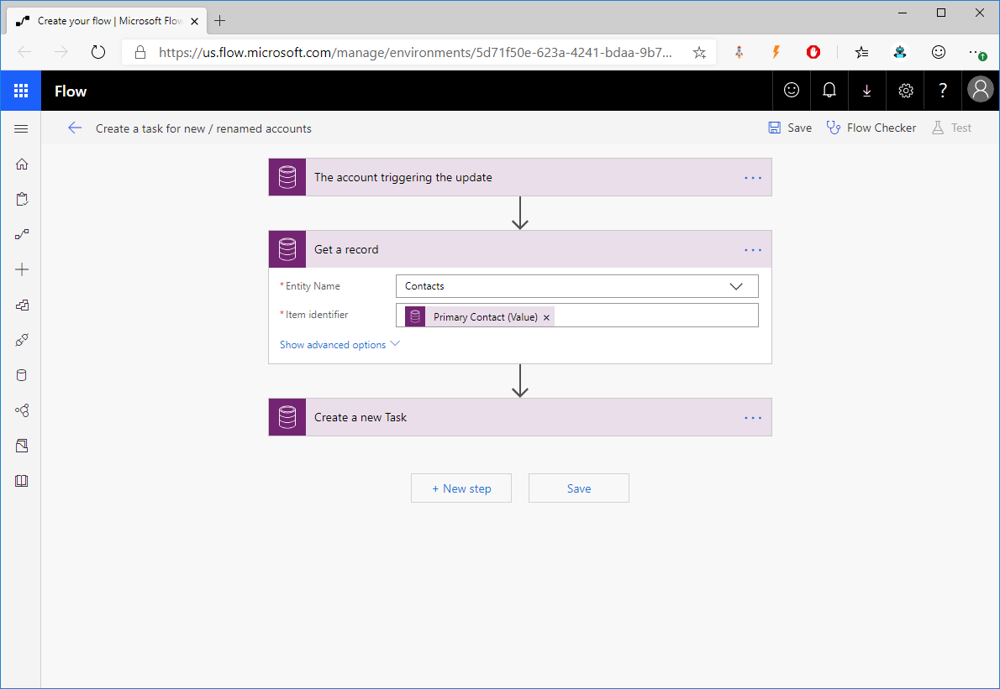 Create your flow | Microsoft Flow
https://us.flow.microsoft.com/manage/environments/5d71f50e-623a-4241-bdaa-9b7...
Flow
?
Create a task for new / renamed accounts
Save
Flow Checker
Test
The account triggering the update
...
Get a record
...
* Entity Name
Contacts
* Item identifier
Primary Contact (Value) ×
Show advanced options
Create a new Task
...
+ New step
Save